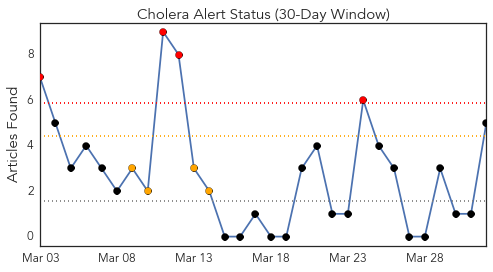 Cholera Alert Status (30-Day Window)
Articles Found
8
6
4
2
0
Mar 03
Mar 08
Mar 13
Mar 18
Mar 23
Mar 28